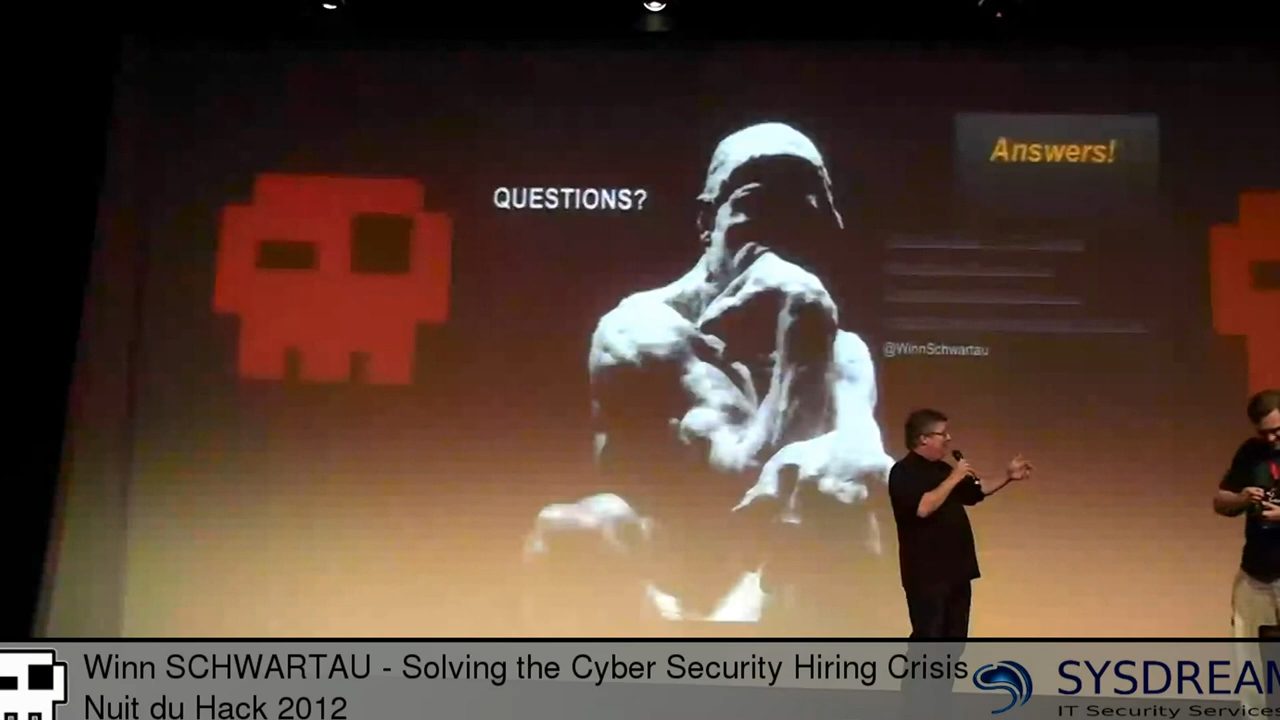 QUESTIONS?
Answers!
@WinnSchwartau
Winn SCHWARTAU - Solving the Cyber Security Hiring Crisis
Nuit du Hack 2012
SYSDREAM
IT Security Services